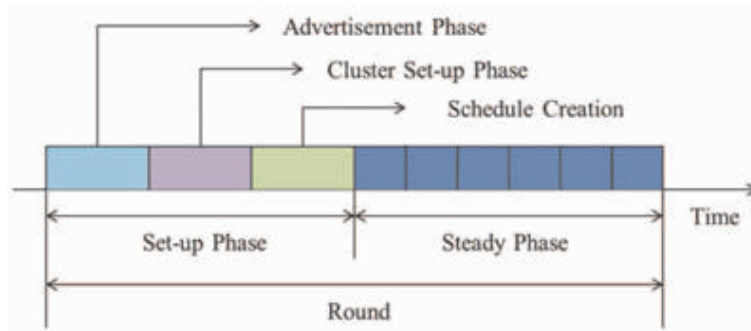 Advertisement Phase
Cluster Set-up Phase
Schedule Creation
Time
Set-up Phase
Steady Phase
Round